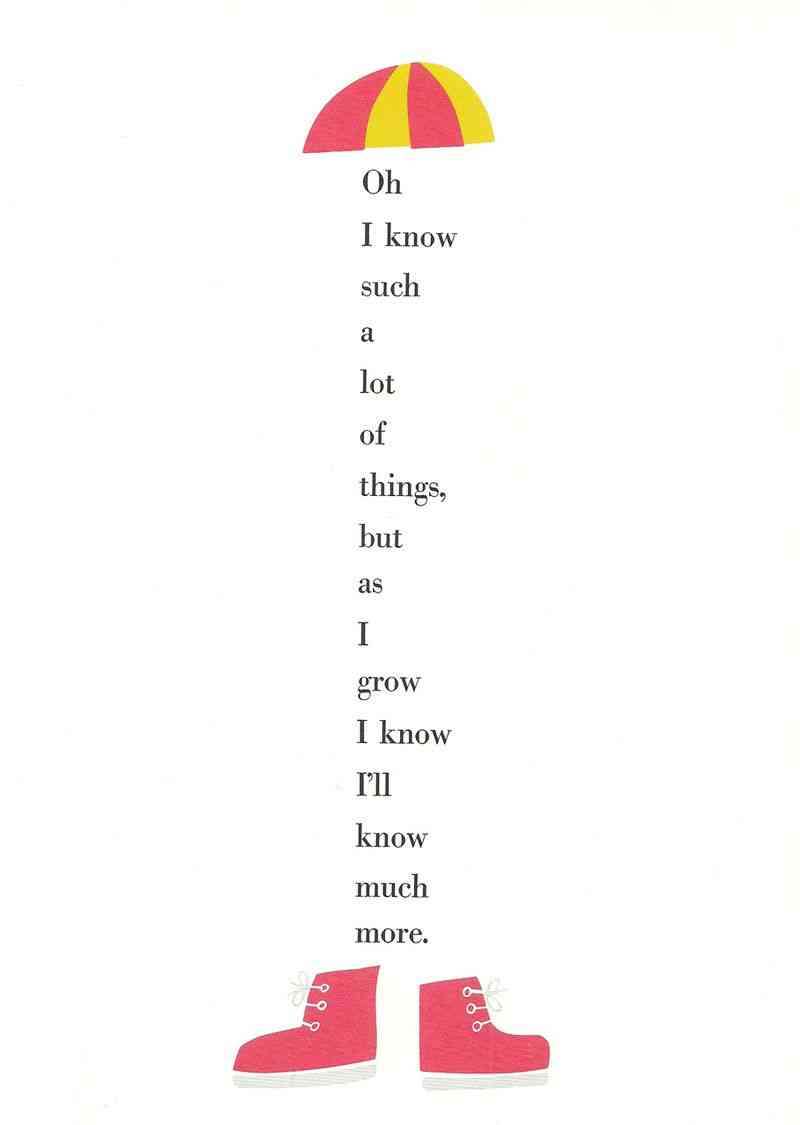 Oh
I know
such
a
lot
of
things,
but
as
I
grow
I know
I’ll
know
much
more.